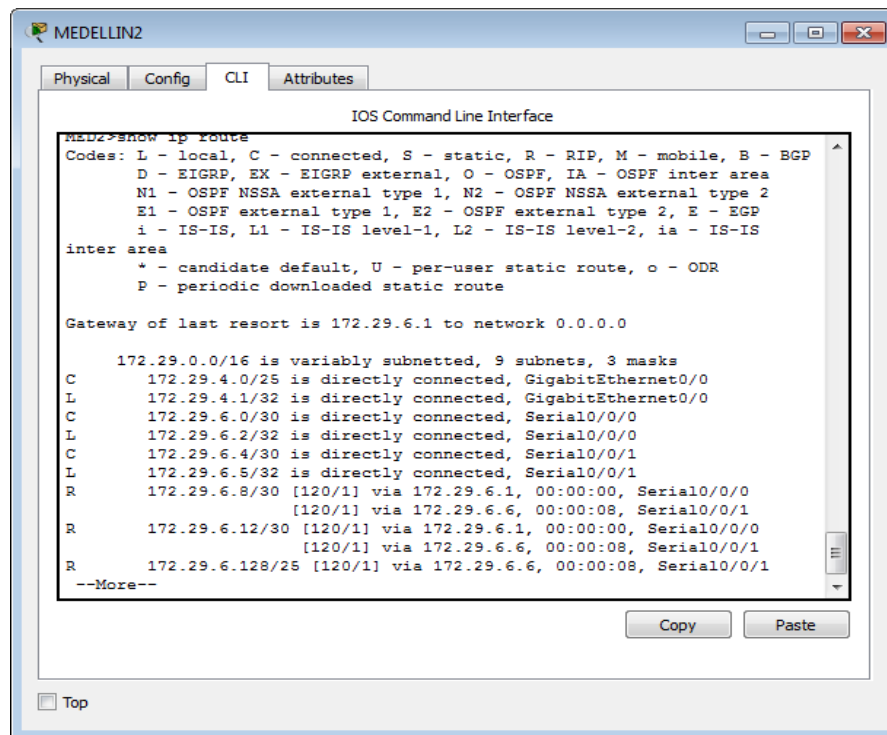 MEDELLIN2
Physical Config CLI Attributes
IOS Command Line Interface
MED2>show ip route
Codes: L - local, C - connected, S - static, R - RIP, M - mobile, B - BGP
D - EIGRP, EX - EIGRP external, O - OSPF, IA - OSPF inter area
N1 - OSPF NSSA external type 1, N2 - OSPF NSSA external type 2
E1 - OSPF external type 1, E2 - OSPF external type 2, E - EGP
i - IS-IS, L1 - IS-IS level-1, L2 - IS-IS level-2, ia - IS-IS
inter area
* - candidate default, U - per-user static route, o - ODR
P - periodic downloaded static route
Gateway of last resort is 172.29.6.1 to network 0.0.0.0
172.29.0.0/16 is variably subnetted, 9 subnets, 3 masks
C 172.29.4.0/25 is directly connected, GigabitEthernet0/0
L 172.29.4.1/32 is directly connected, GigabitEthernet0/0
C 172.29.6.0/30 is directly connected, Serial0/0/0
L 172.29.6.2/32 is directly connected, Serial0/0/0
C 172.29.6.4/30 is directly connected, Serial0/0/1
L 172.29.6.5/32 is directly connected, Serial0/0/1
R 172.29.6.8/30 [120/1] via 172.29.6.1, 00:00:00, Serial0/0/0
[120/1] via 172.29.6.6, 00:00:08, Serial0/0/1
R 172.29.6.12/30 [120/1] via 172.29.6.1, 00:00:00, Serial0/0/0
[120/1] via 172.29.6.6, 00:00:08, Serial0/0/1
R 172.29.6.128/25 [120/1] via 172.29.6.6, 00:00:08, Serial0/0/1
--More--
Copy Paste
Top